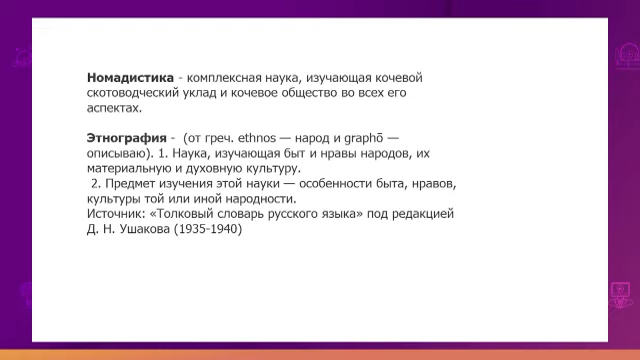 Номадистика - комплексная наука, изучающая кочевой
скотоводческий уклад и кочевое общество во всех его
аспектах.
Этнография - (от греч. ethnos — народ и graphō —
описываю). 1. Наука, изучающая быт и нравы народов, их
материальную и духовную культуру.
2. Предмет изучения этой науки — особенности быта, нравов,
культуры той или иной народности.
Источник: «Толковый словарь русского языка» под редакцией
Д. Н. Ушакова (1935-1940)